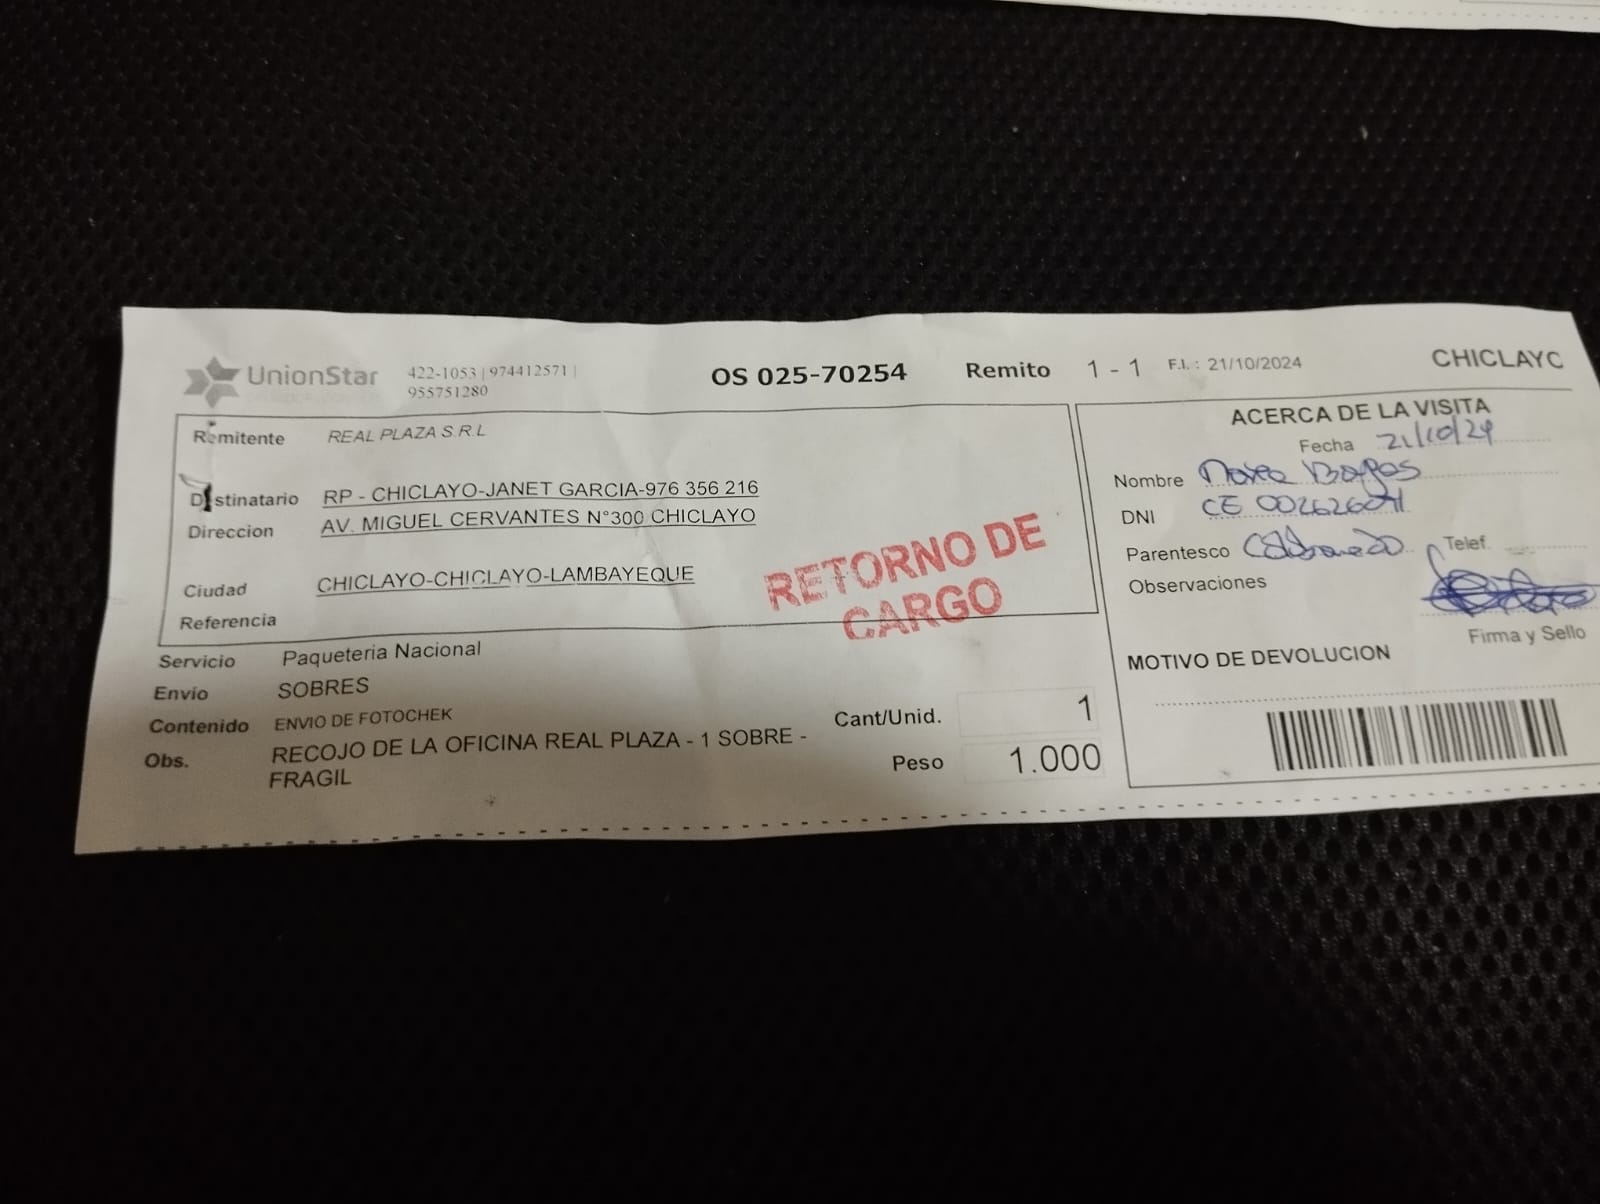 UnionStar 422-1053 | 974412571 |
955751280
OS 025-70254 Remito 1 - 1 F.I. : 21/10/2024 CHICLAYC
Remitente REAL PLAZA S.R.L
Destinatario RP - CHICLAYO-JANET GARCIA-976 356 216
Direccion AV. MIGUEL CERVANTES N°300 CHICLAYO
Ciudad CHICLAYO-CHICLAYO-LAMBAYEQUE
Referencia
RETORNO DE
CARGO
Servicio Paqueteria Nacional
Envio SOBRES
Contenido ENVIO DE FOTOCHEK
Obs. RECOJO DE LA OFICINA REAL PLAZA - 1 SOBRE -
FRAGIL
Cant/Unid. 1
Peso 1.000
ACERCA DE LA VISITA
Fecha 21/10/24
Nombre
DNI CE
Parentesco Telef.
Observaciones
Firma y Sello
MOTIVO DE DEVOLUCION